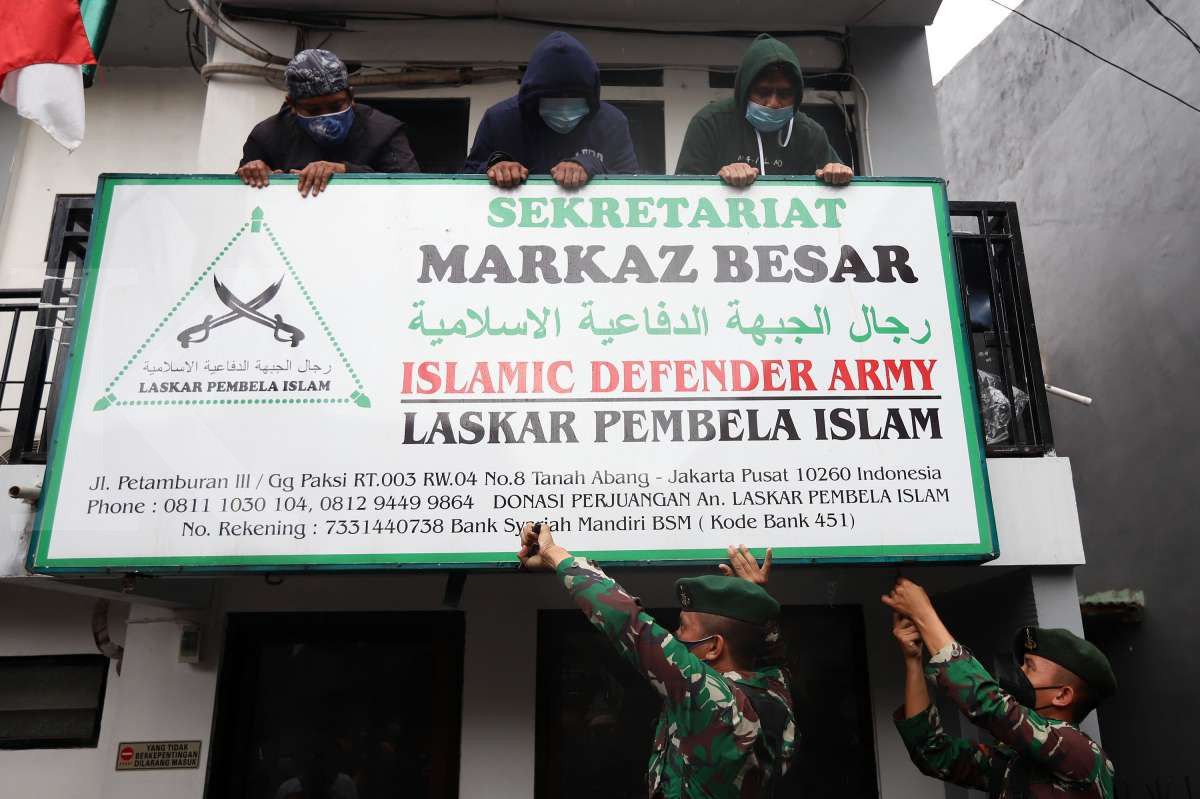 SEKRETARIAT
MARKAZ BESAR
رجال الجبهة الدفاعية الاسلامية
ISLAMIC DEFENDER ARMY
LASKAR PEMBELA ISLAM
رجال الجبهة الدفاعية الاسلامية
LASKAR PEMBELA ISLAM
Jl. Petamburan III / Gg Paksi RT.003 RW.04 No.8 Tanah Abang - Jakarta Pusat 10260 Indonesia
Phone : 0811 1030 104, 0812 9449 9864 DONASI PERJUANGAN An. LASKAR PEMBELA ISLAM
No. Rekening : 7331440738 Bank Syariah Mandiri BSM ( Kode Bank 451)
YANG TIDAK
BERKEPENTINGAN
DILARANG MASUK